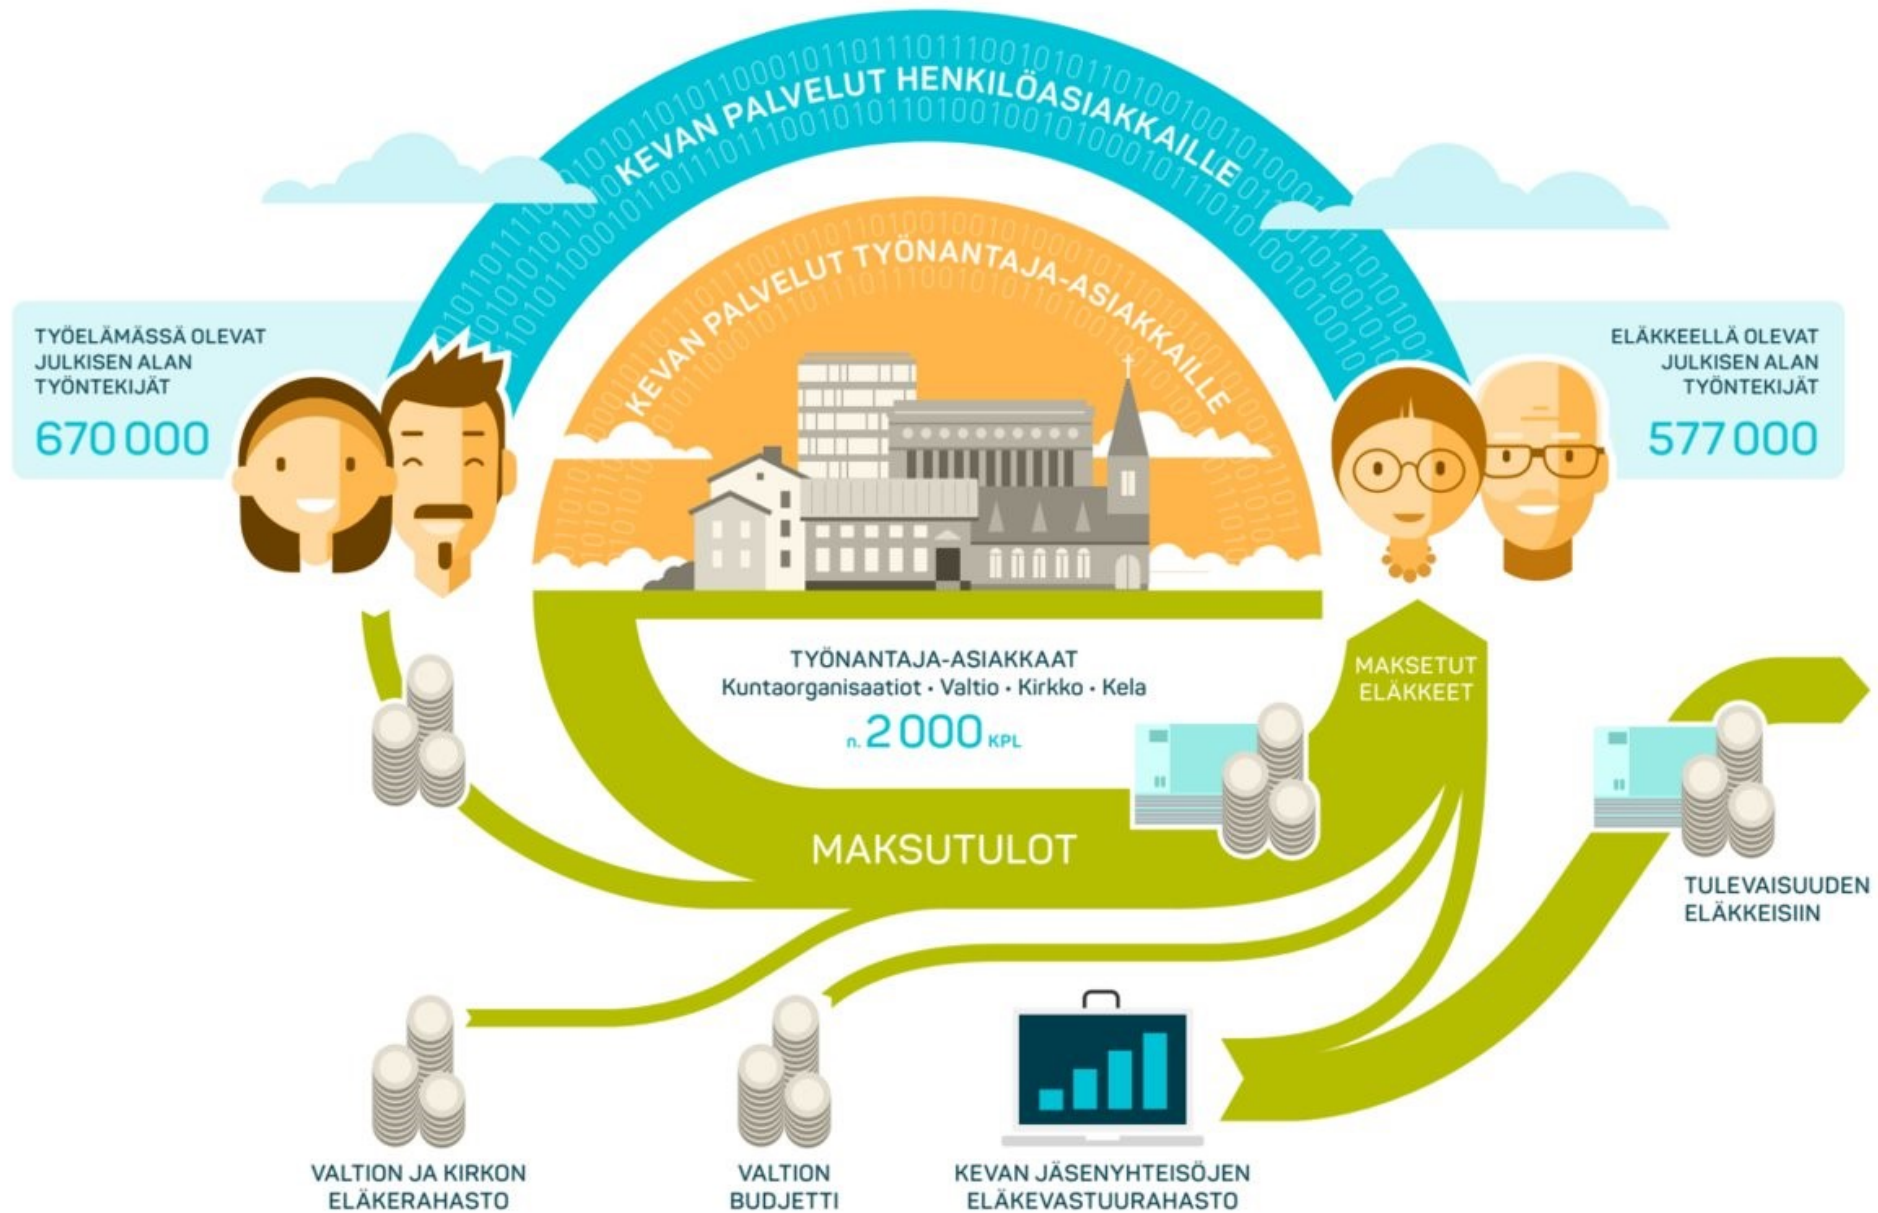 KEVAN PALVELUT HENKILÖASIAKKAILLE
KEVAN PALVELUT TYÖNANTAJA-ASIAKKAILLE
TYÖELÄMÄSSÄ OLEVAT
JULKISEN ALAN
TYÖNTEKIJÄT
670 000
ELÄKKEELLÄ OLEVAT
JULKISEN ALAN
TYÖNTEKIJÄT
577 000
TYÖNANTAJA-ASIAKKAAT
Kuntaorganisaatiot • Valtio • Kirkko • Kela
n. 2 000 KPL
MAKSETUT
ELÄKKEET
MAKSUTULOT
TULEVAISUUDEN
ELÄKKEISIIN
VALTION JA KIRKON
ELÄKERAHASTO
VALTION
BUDJETTI
KEVAN JÄSENYHTEISÖJEN
ELÄKEVASTUURAHASTO